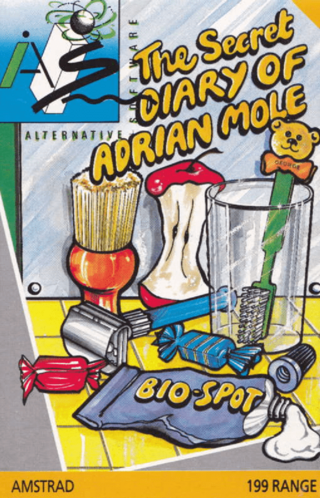 The Secret
DIARY OF
ADRIAN MOLE
ALTERNATIVE
SOFTWARE
GEORGE
BIO-SPOT
AMSTRAD
199 RANGE